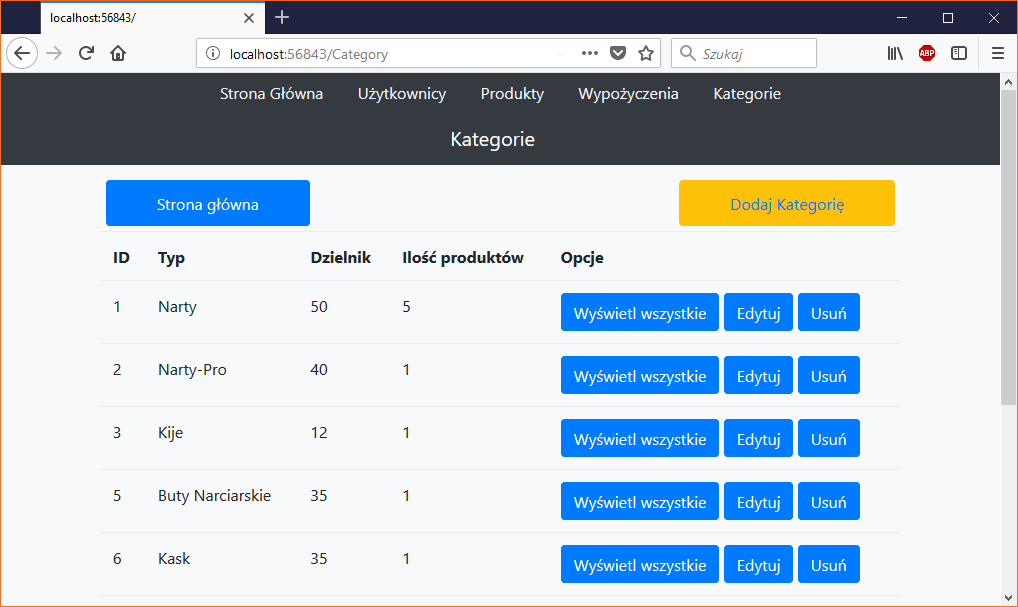 localhost:56843/
localhost:56843/Category
Szukaj
ABP
Strona Główna Użytkownicy Produkty Wypożyczenia Kategorie
Kategorie
Strona główna Dodaj Kategorię
ID Typ Dzielnik Ilość produktów Opcje
1 Narty 50 5 Wyświetl wszystkie Edytuj Usuń
2 Narty-Pro 40 1 Wyświetl wszystkie Edytuj Usuń
3 Kije 12 1 Wyświetl wszystkie Edytuj Usuń
5 Buty Narciarskie 35 1 Wyświetl wszystkie Edytuj Usuń
6 Kask 35 1 Wyświetl wszystkie Edytuj Usuń